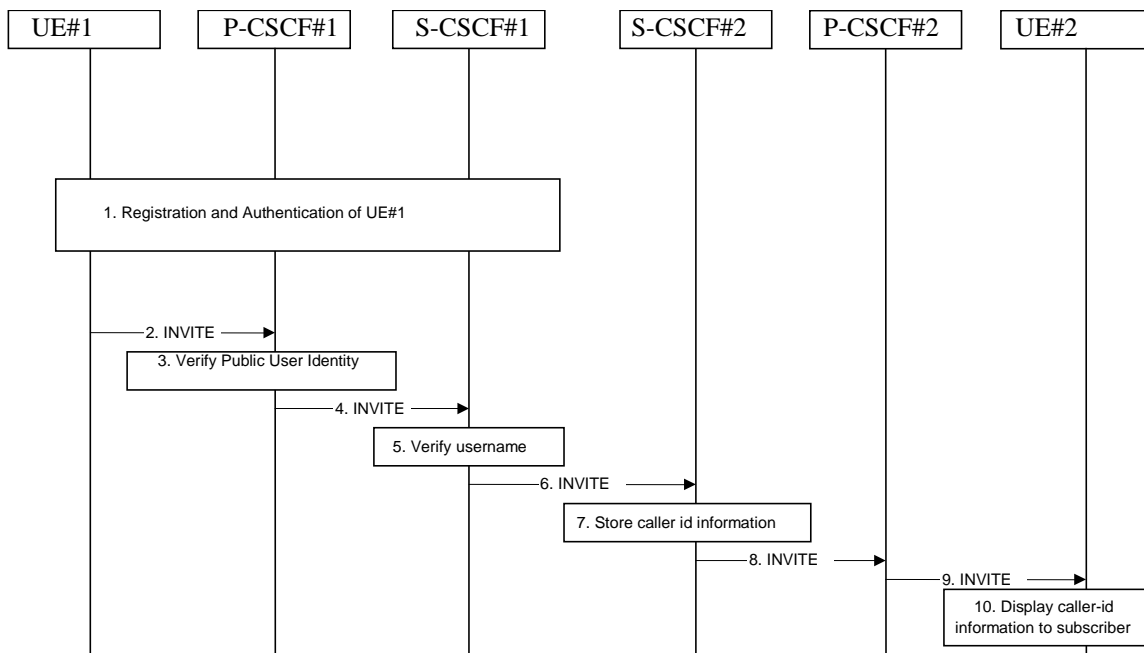 UE#1
P-CSCF#1
S-CSCF#1
S-CSCF#2
P-CSCF#2
UE#2
1. Registration and Authentication of UE#1
2. INVITE
3. Verify Public User Identity
4. INVITE
5. Verify username
6. INVITE
7. Store caller id information
8. INVITE
9. INVITE
10. Display caller-id
information to subscriber